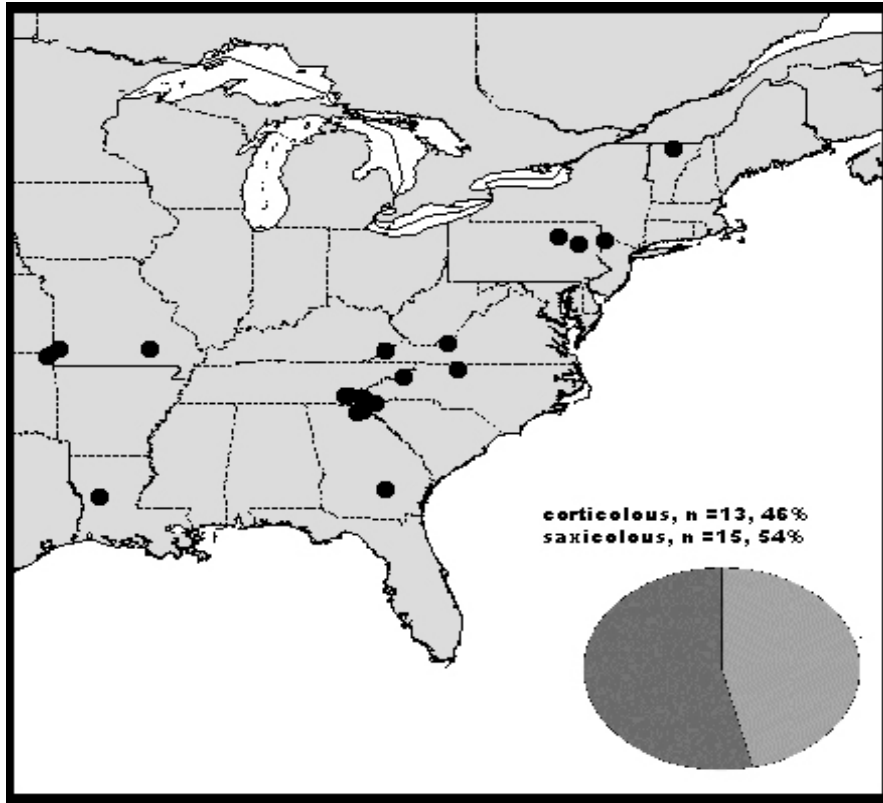 corticolous, n =13, 46%
saxicolous, n =15, 54%